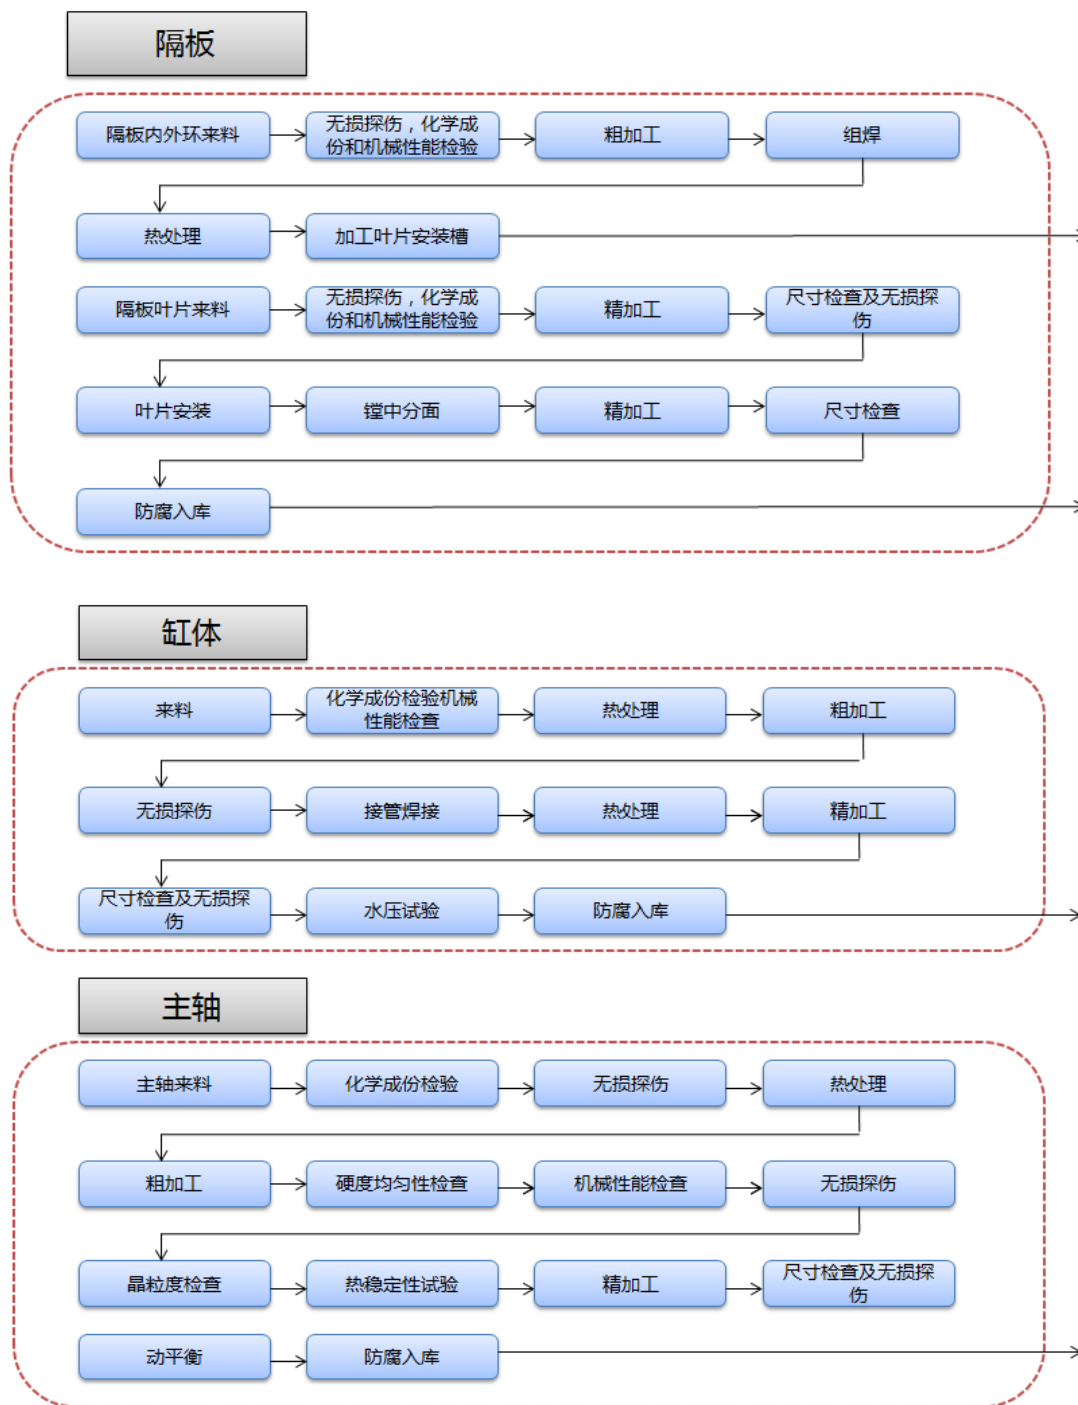 隔板
隔板内外环来料
无损探伤，化学成
份和机械性能检验
粗加工
组焊
热处理
加工叶片安装槽
隔板叶片来料
无损探伤，化学成
份和机械性能检验
精加工
尺寸检查及无损探
伤
叶片安装
镗中分面
精加工
尺寸检查
防腐入库
缸体
来料
化学成份检验机械
性能检查
热处理
粗加工
无损探伤
接管焊接
热处理
精加工
尺寸检查及无损探
伤
水压试验
防腐入库
主轴
主轴来料
化学成份检验
无损探伤
热处理
粗加工
硬度均匀性检查
机械性能检查
无损探伤
晶粒度检查
热稳定性试验
精加工
尺寸检查及无损探
伤
动平衡
防腐入库